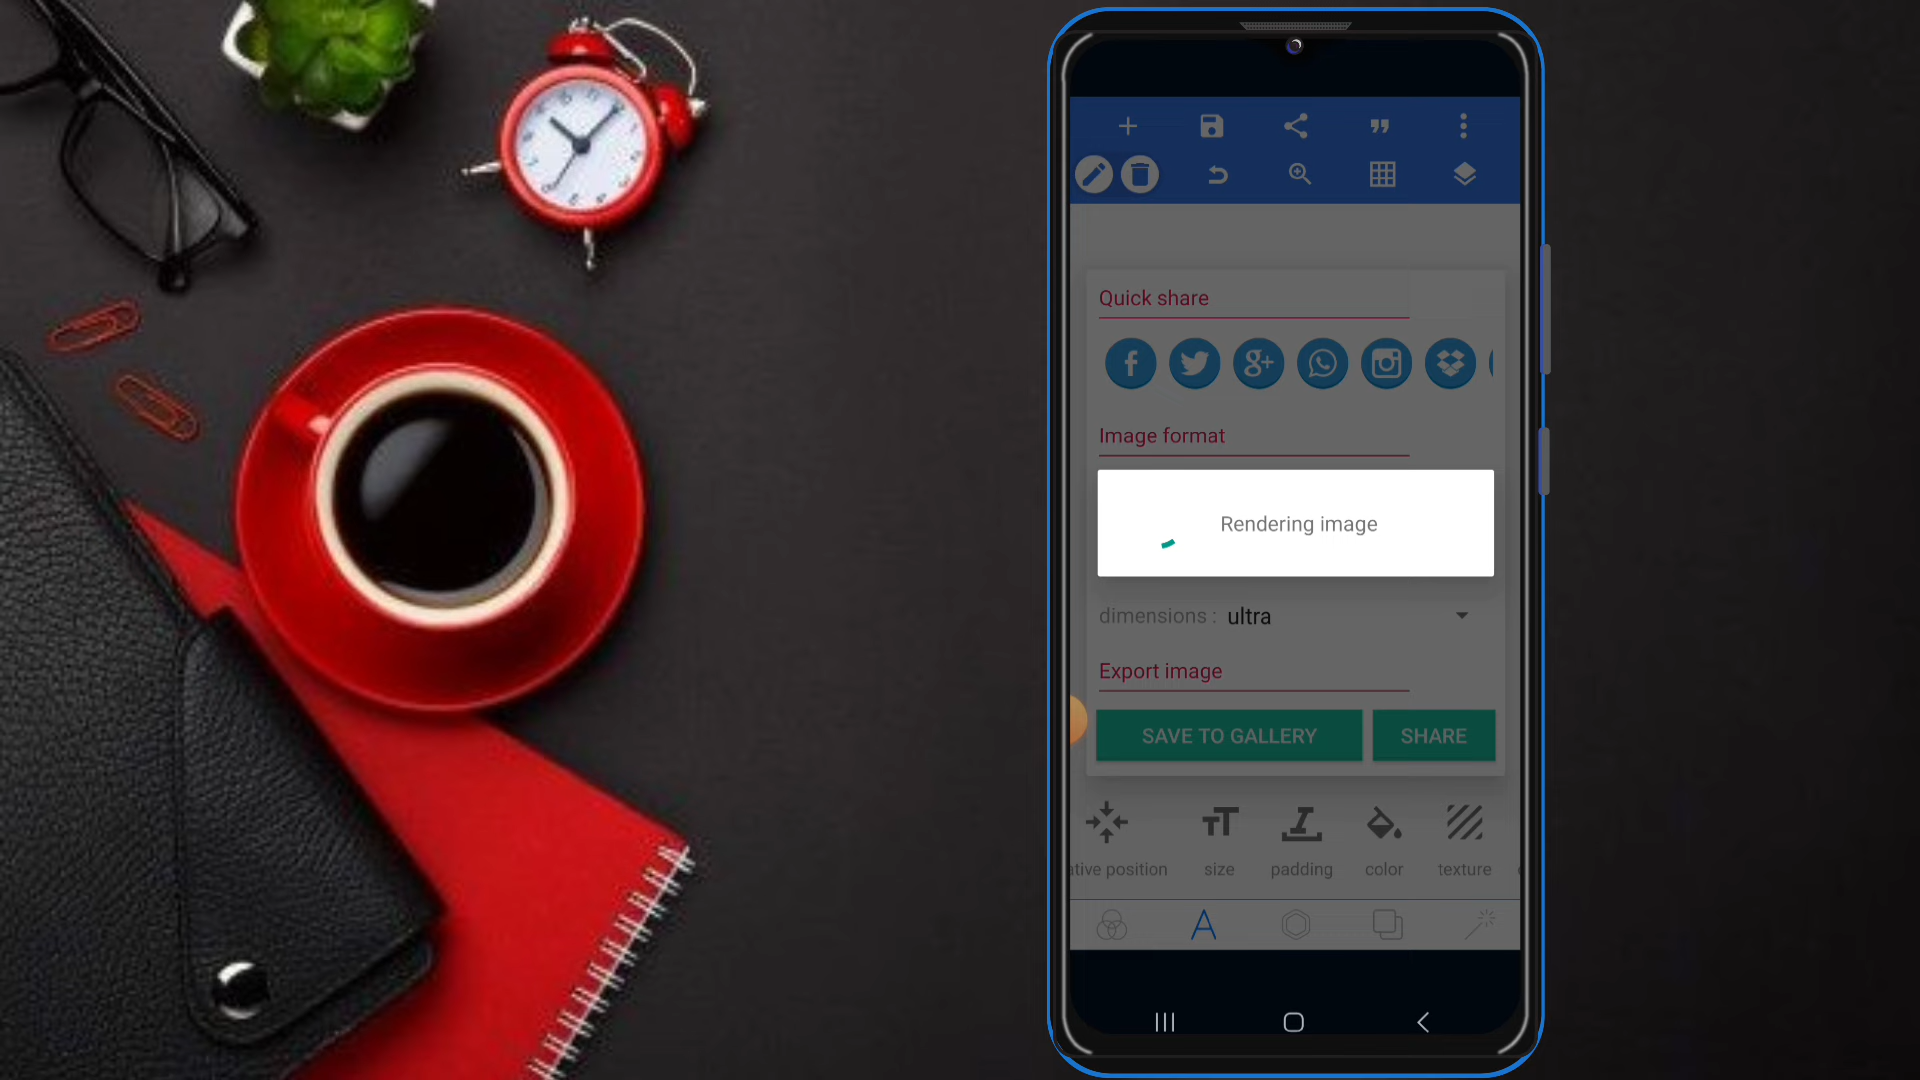 Quick share
Image format
Rendering image
dimensions : ultra
Export image
SAVE TO GALLERY
SHARE
position
size
padding
color
texture